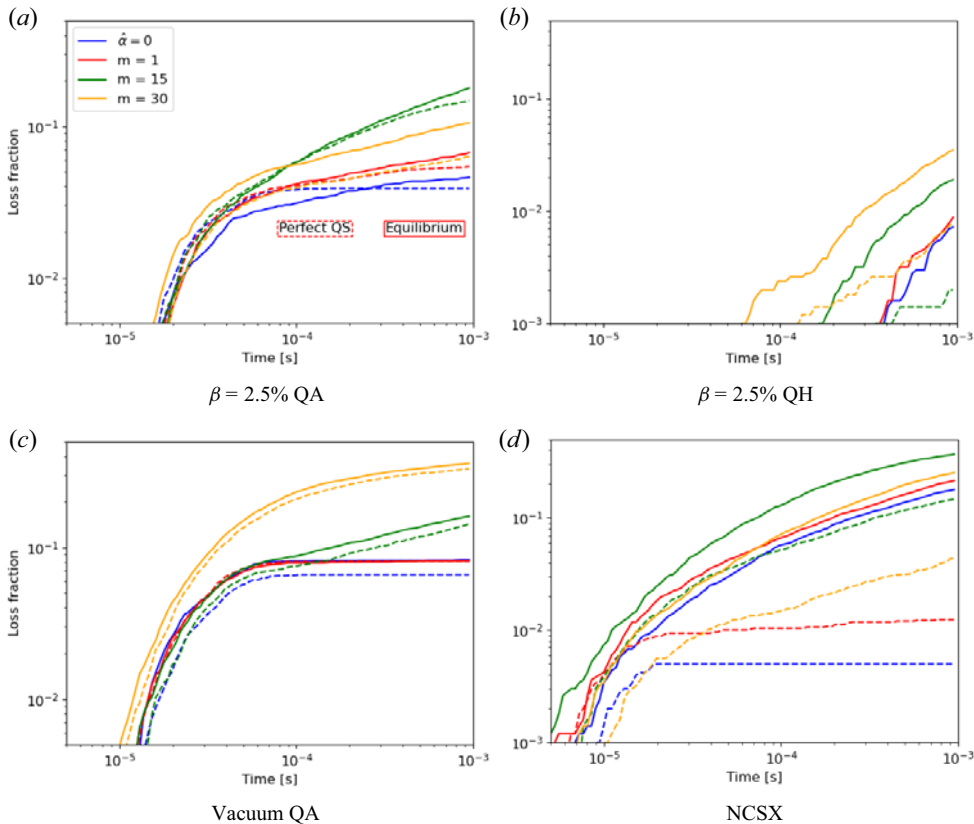 (a)
α̂ = 0
m = 1
m = 15
m = 30
Loss fraction
10⁻¹
10⁻²
Perfect QS
Equilibrium
10⁻⁵
10⁻⁴
10⁻³
Time [s]
β = 2.5% QA
(b)
10⁻¹
10⁻²
10⁻³
10⁻⁵
10⁻⁴
10⁻³
Time [s]
β = 2.5% QH
(c)
Loss fraction
10⁻¹
10⁻²
10⁻⁵
10⁻⁴
10⁻³
Time [s]
Vacuum QA
(d)
10⁻¹
10⁻²
10⁻³
10⁻⁵
10⁻⁴
10⁻³
Time [s]
NCSX